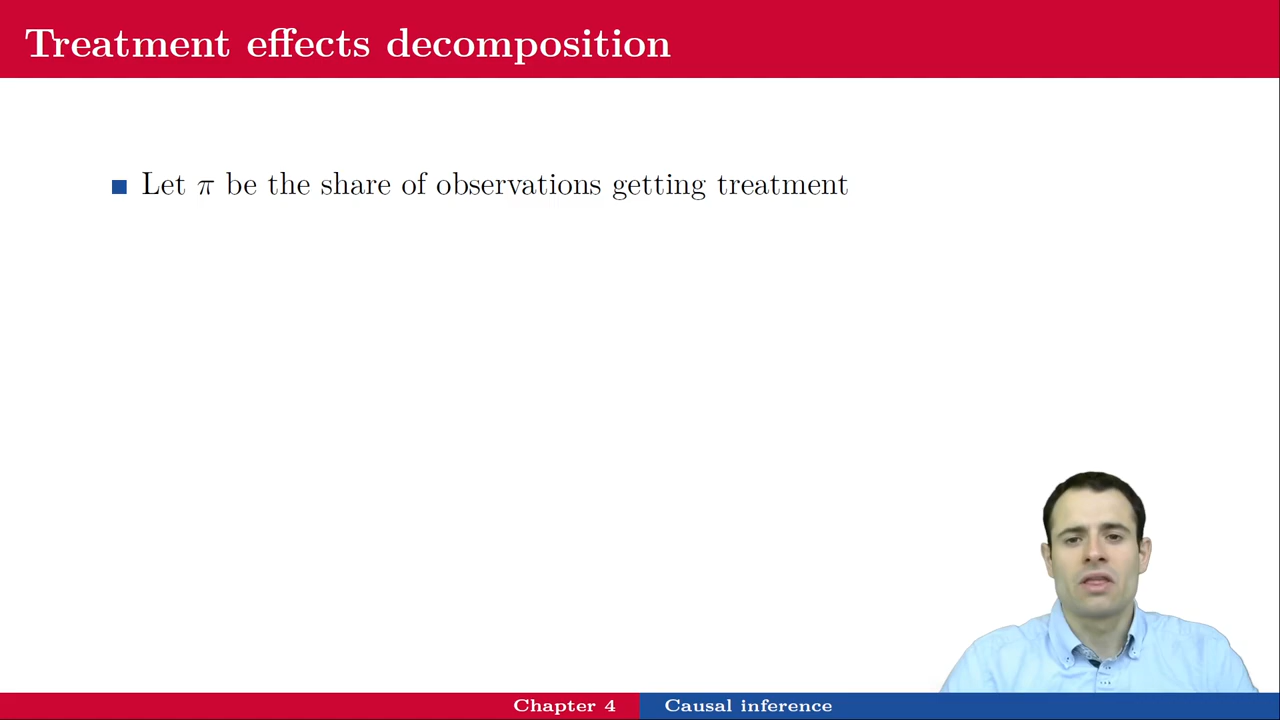 Treatment effects decomposition
Let π be the share of observations getting treatment
Chapter 4
Causal inference